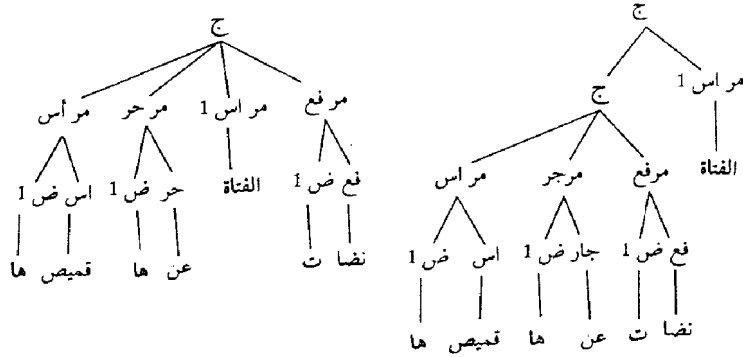 ج
مر اس 1 ج
الفتاة مرفع مرجر مر اس
فع ض 1 جار ض 1 اس ض 1
نضا ت عن ها قميص ها
ج
مر فع مر اس 1 مر حر مر أس
فع ض 1 الفتاة حر ض 1 اس ض 1
نضا ت عن ها قميص ها